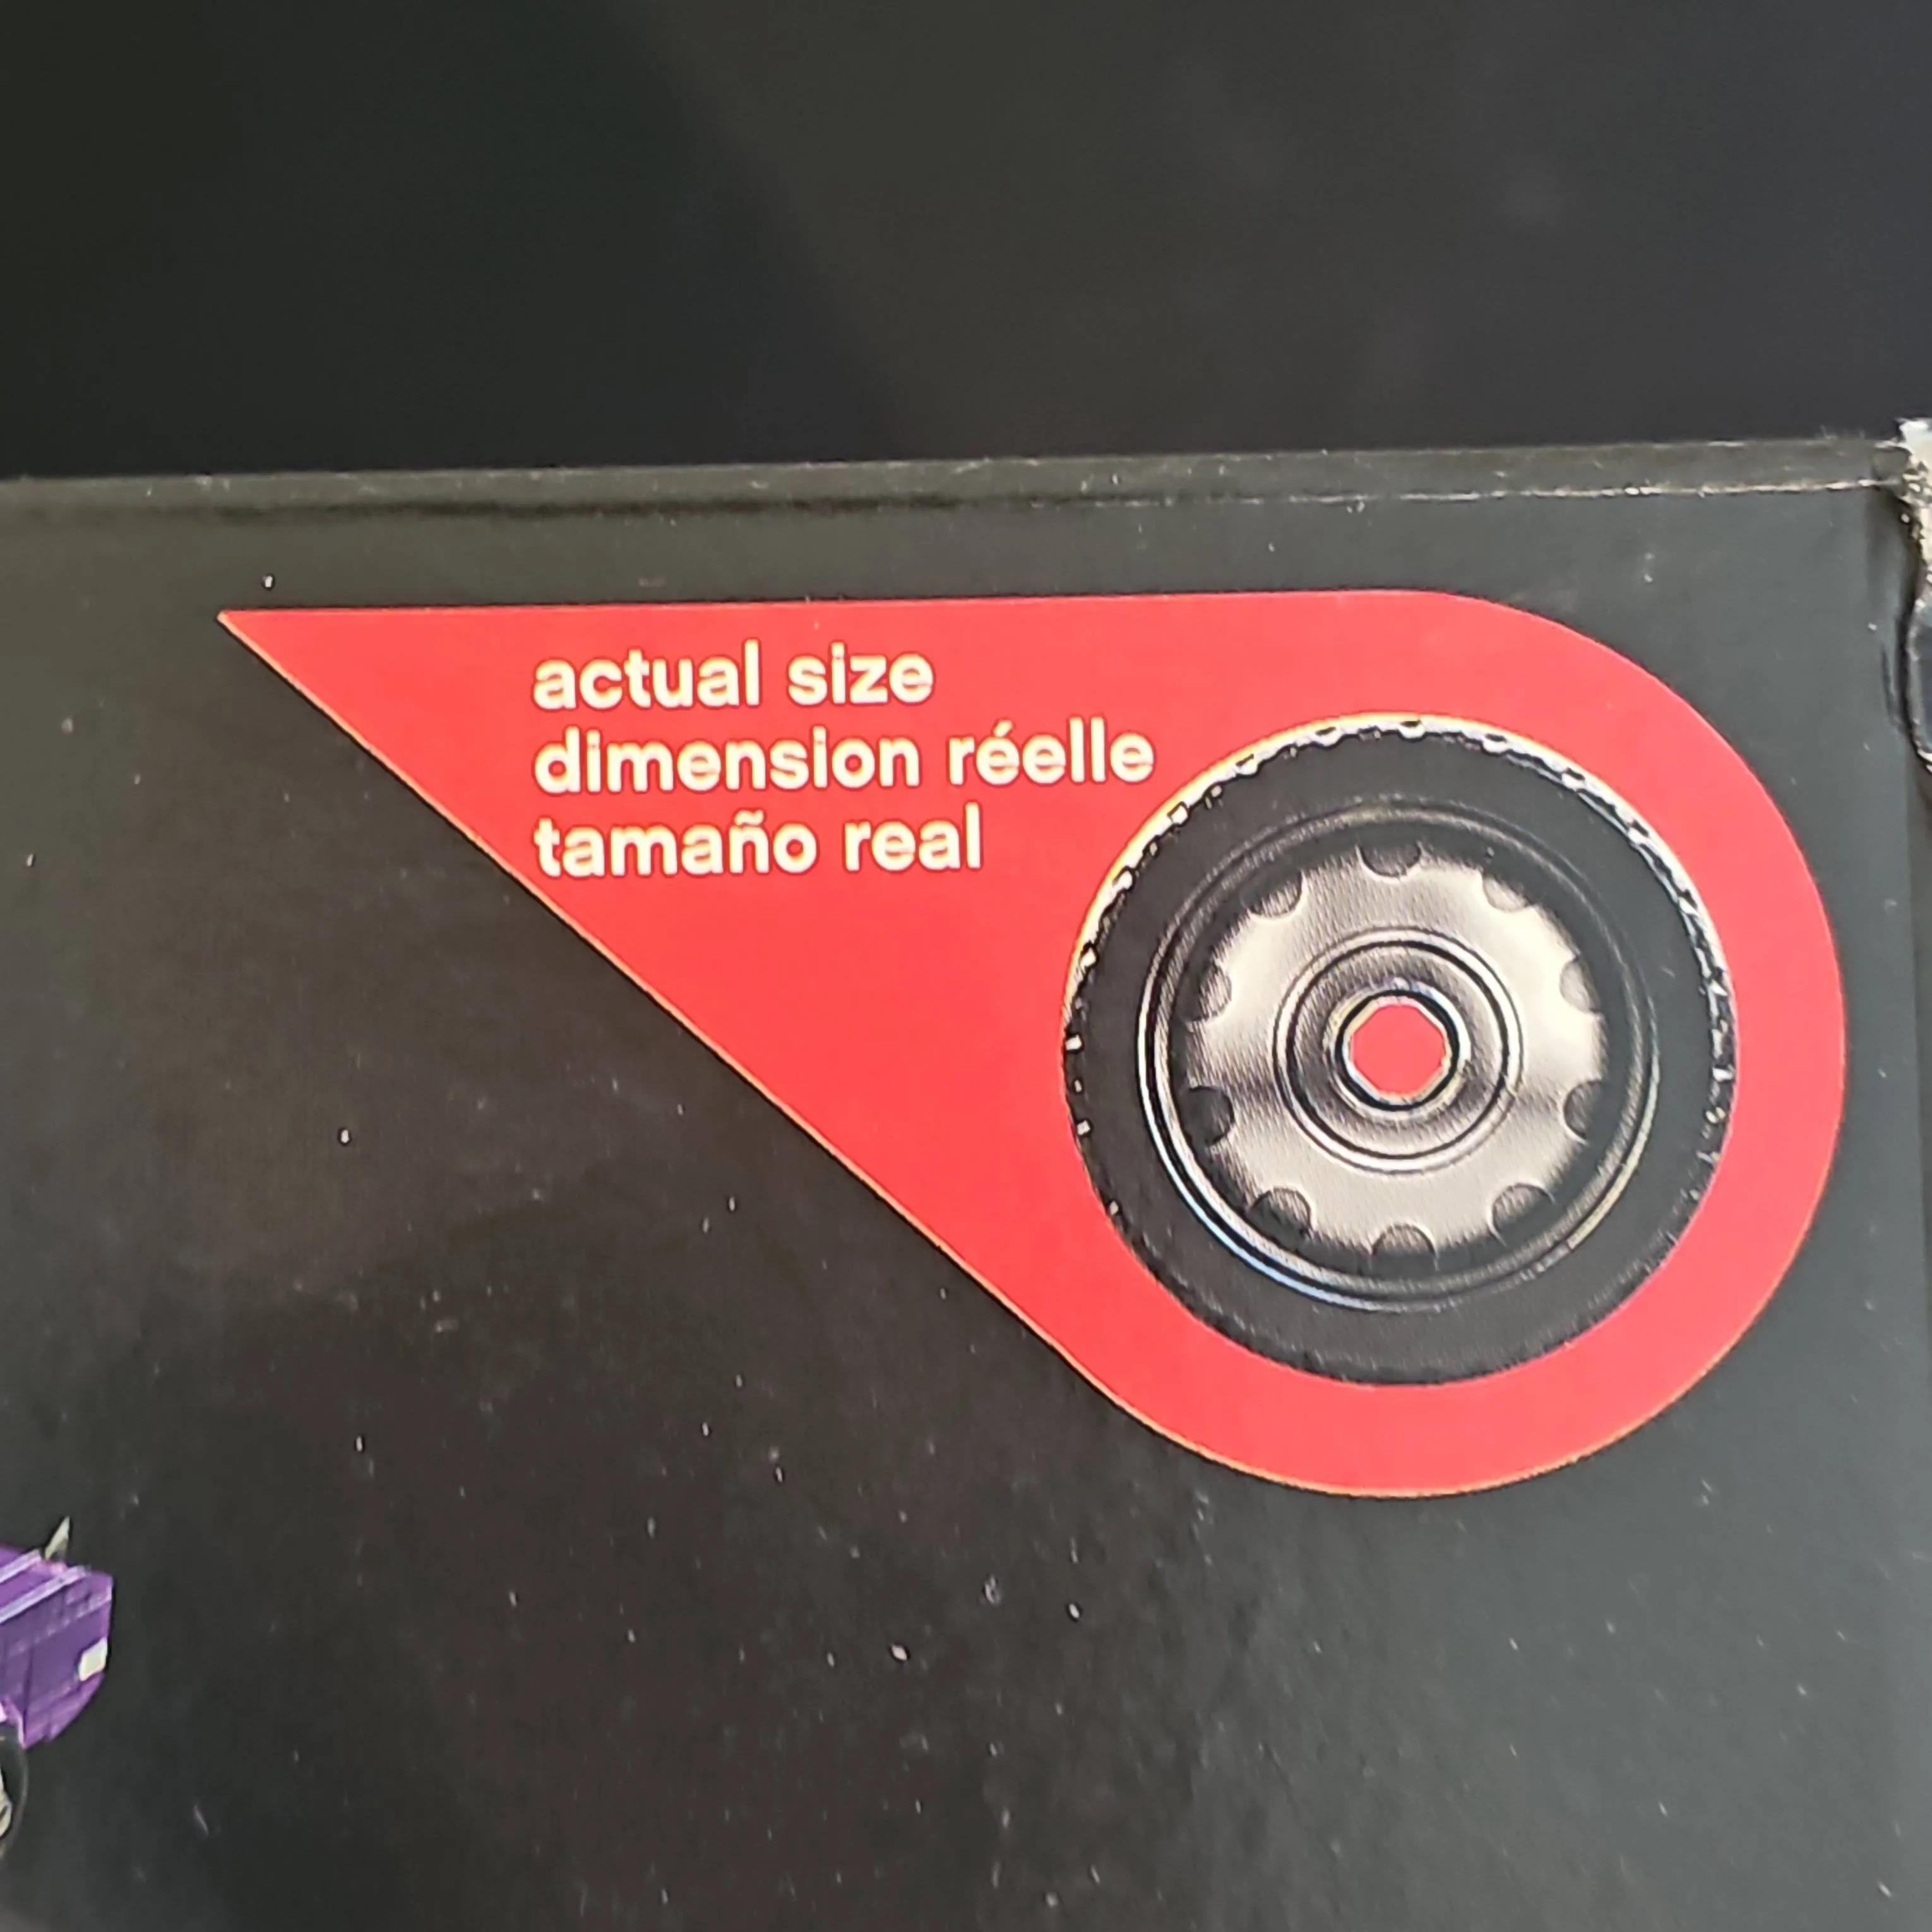 actual size
dimension réelle
tamaño real